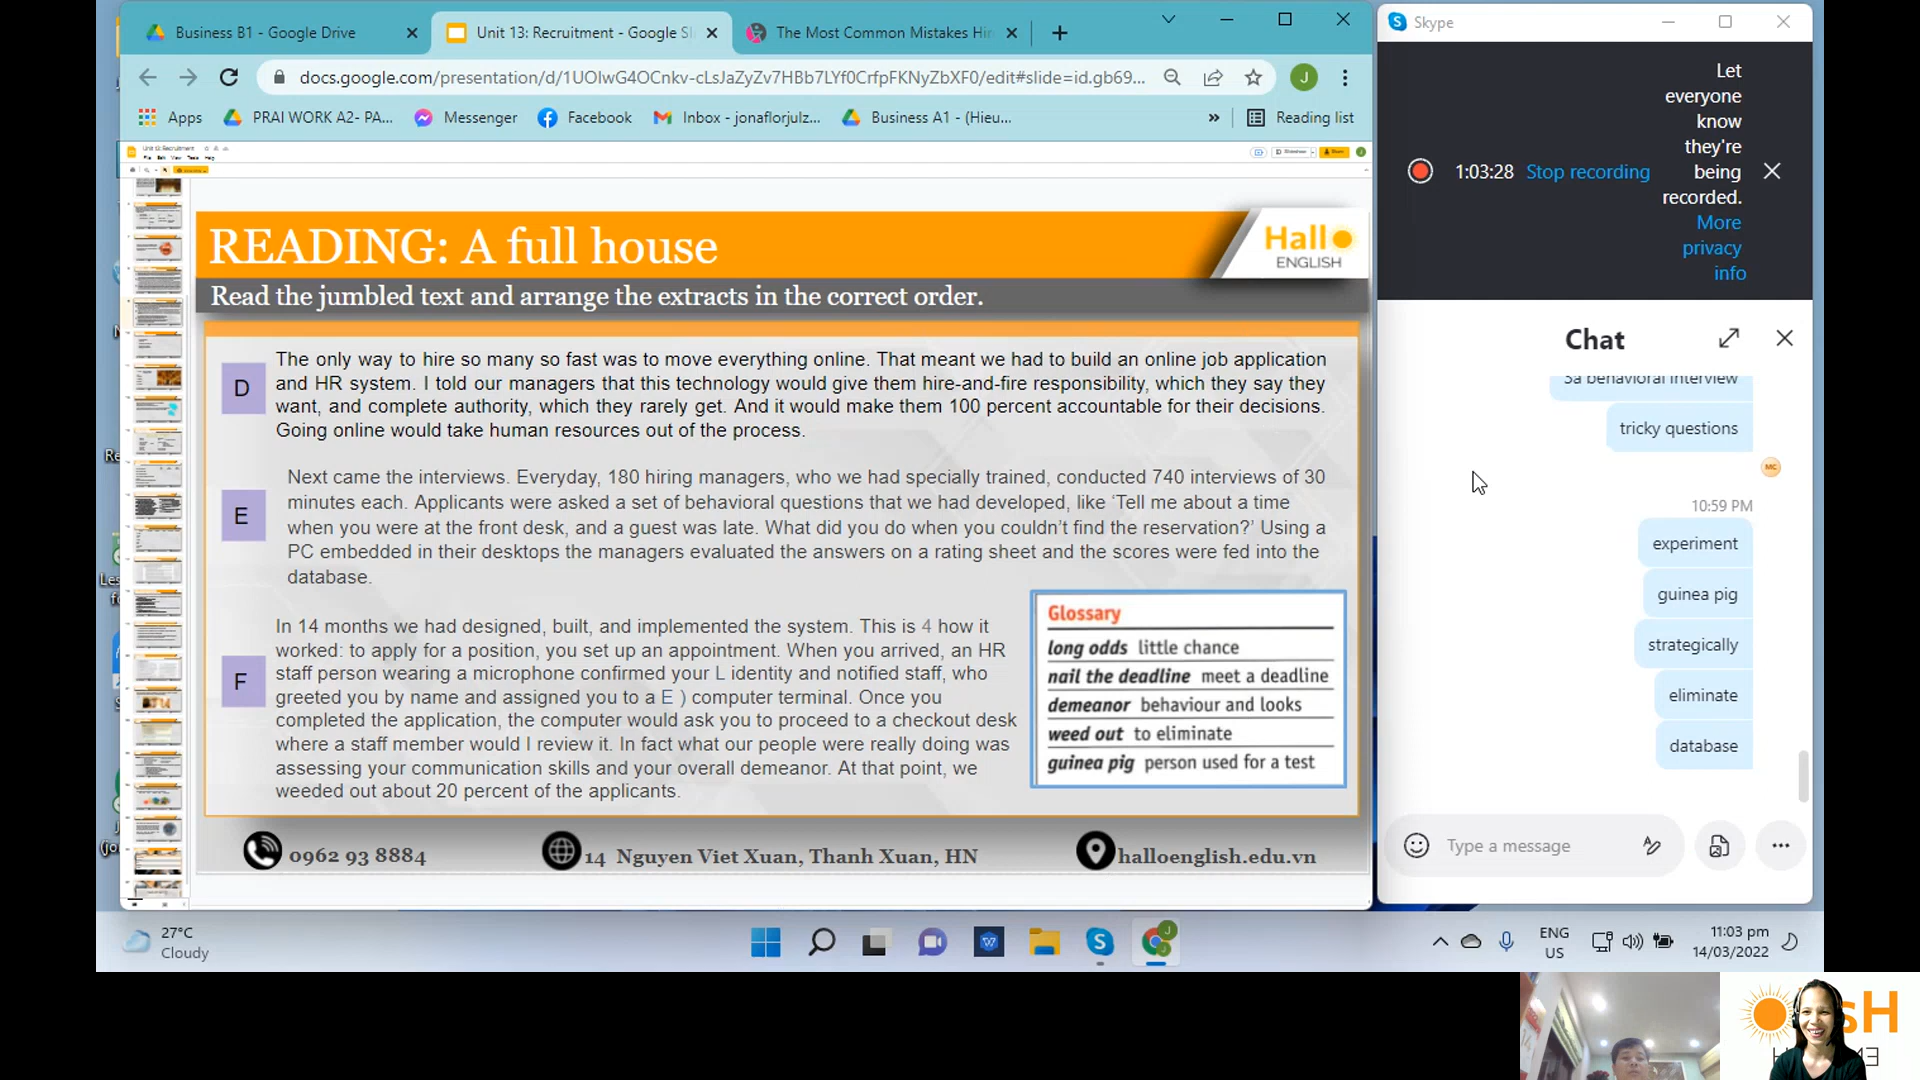 Business B1 - Google Drive
Unit 13: Recruitment - Google Sl
The Most Common Mistakes Hir
docs.google.com/presentation/d/1UOIwG4OCnkv-cLsJaZyZv7HBb7LYf0CrfpFKNyZbXF0/edit#slide=id.gb69...
J
Apps
PRAI WORK A2- PA...
Messenger
Facebook
Inbox - jonaflorjulz...
Business A1 - (Hieu...
»
Reading list
Unit 13: Recruitment
READING: A full house
Hallo
ENGLISH
Read the jumbled text and arrange the extracts in the correct order.
D
The only way to hire so many so fast was to move everything online. That meant we had to build an online job application
and HR system. I told our managers that this technology would give them hire-and-fire responsibility, which they say they
want, and complete authority, which they rarely get. And it would make them 100 percent accountable for their decisions.
Going online would take human resources out of the process.
E
Next came the interviews. Everyday, 180 hiring managers, who we had specially trained, conducted 740 interviews of 30
minutes each. Applicants were asked a set of behavioral questions that we had developed, like ‘Tell me about a time
when you were at the front desk, and a guest was late. What did you do when you couldn’t find the reservation?’ Using a
PC embedded in their desktops the managers evaluated the answers on a rating sheet and the scores were fed into the
database.
F
In 14 months we had designed, built, and implemented the system. This is 4 how it
worked: to apply for a position, you set up an appointment. When you arrived, an HR
staff person wearing a microphone confirmed your L identity and notified staff, who
greeted you by name and assigned you to a E ) computer terminal. Once you
completed the application, the computer would ask you to proceed to a checkout desk
where a staff member would I review it. In fact what our people were really doing was
assessing your communication skills and your overall demeanor. At that point, we
weeded out about 20 percent of the applicants.
Glossary
long odds little chance
nail the deadline meet a deadline
demeanor behaviour and looks
weed out to eliminate
guinea pig person used for a test
0962 93 8884
14 Nguyen Viet Xuan, Thanh Xuan, HN
halloenglish.edu.vn
Skype
1:03:28
Stop recording
Let
everyone
know
they're
being
recorded.
More
privacy
info
Chat
3a behavioral interview
tricky questions
MC
10:59 PM
experiment
guinea pig
strategically
eliminate
database
Type a message
27°C
Cloudy
ENG
US
11:03 pm
14/03/2022